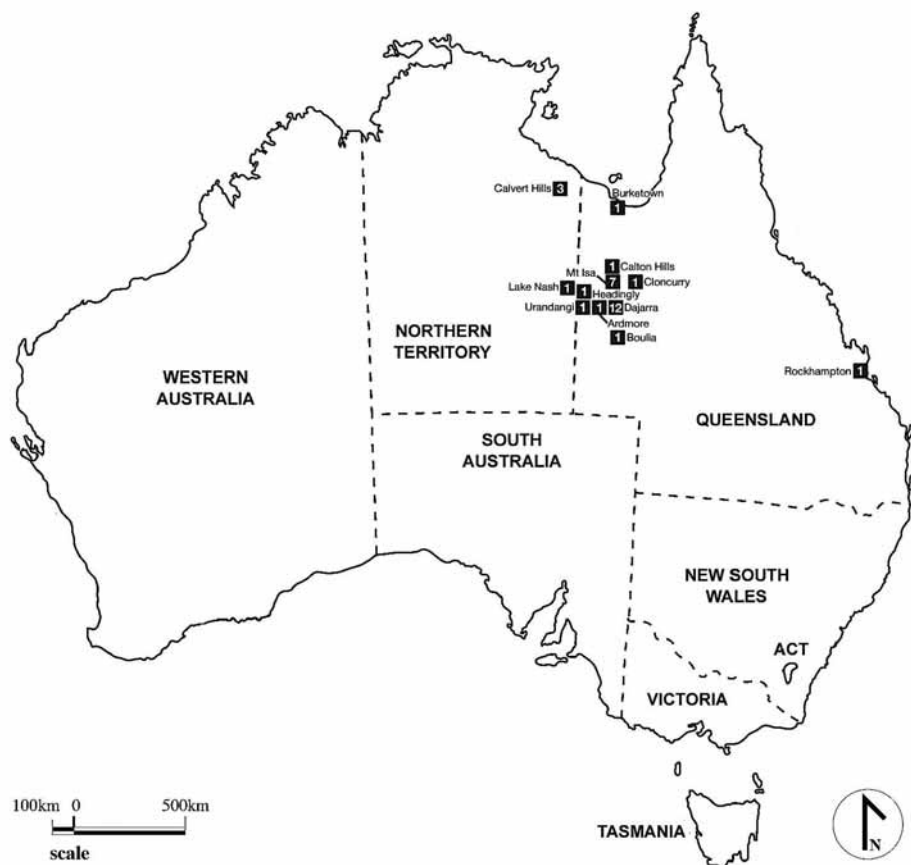 Calvert Hills 3
Burketown
1
1 Calton Hills
Mt Isa
7
1 Cloncurry
Lake Nash 1
1
Headingly
Urandangi 1
1
12 Dajarra
Ardmore
1 Boulia
Rockhampton 1
NORTHERN
TERRITORY
WESTERN
AUSTRALIA
QUEENSLAND
SOUTH
AUSTRALIA
NEW SOUTH
WALES
ACT
VICTORIA
TASMANIA
100km 0 500km
scale
N